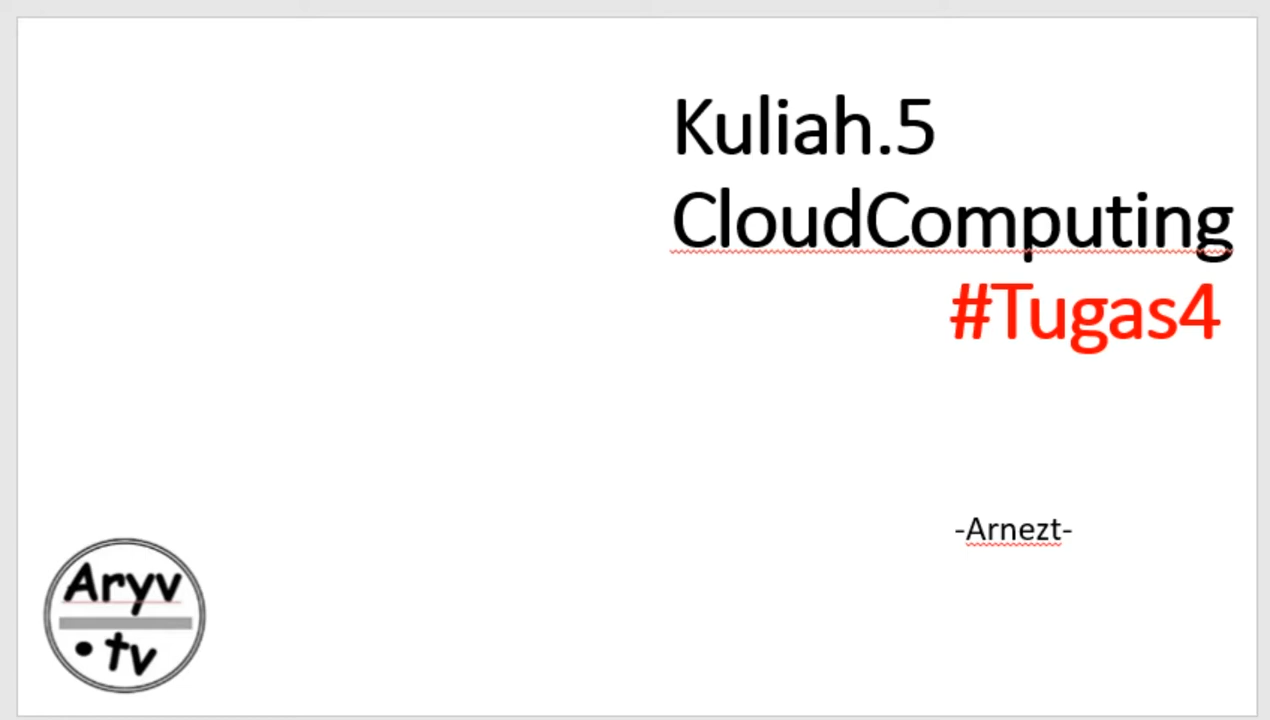 Kuliah.5
CloudComputing
#Tugas4
-Arnezt-
Aryv
•tv